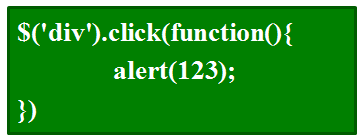 $('div').click(function(){
alert(123);
})